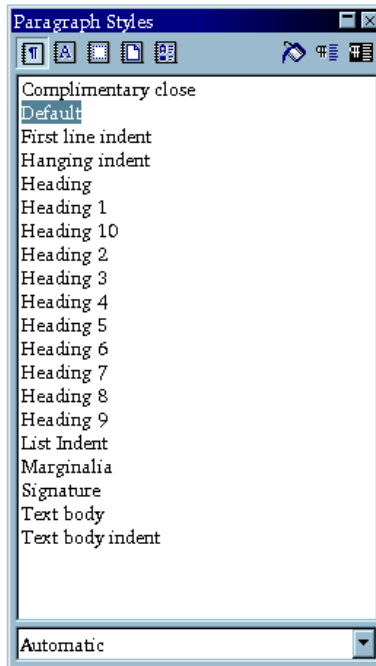 Paragraph Styles
Complimentary close
Default
First line indent
Hanging indent
Heading
Heading 1
Heading 10
Heading 2
Heading 3
Heading 4
Heading 5
Heading 6
Heading 7
Heading 8
Heading 9
List Indent
Marginalia
Signature
Text body
Text body indent
Automatic